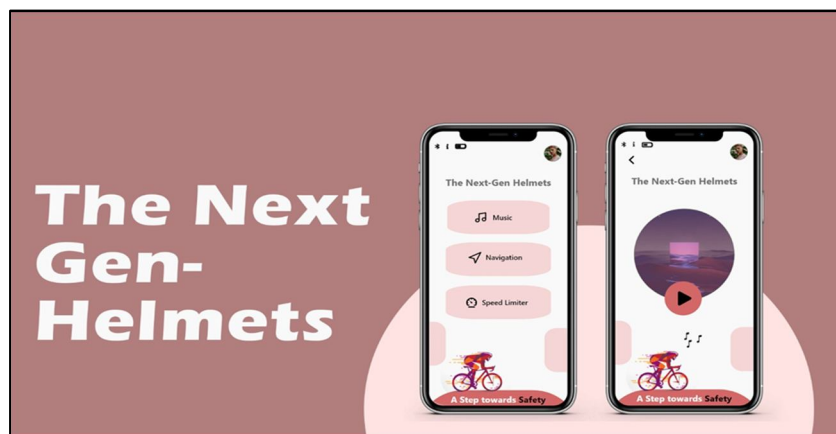 The Next
Gen-
Helmets
The Next-Gen Helmets
Music
Navigation
Speed Limiter
A Step towards Safety
The Next-Gen Helmets
A Step towards Safety